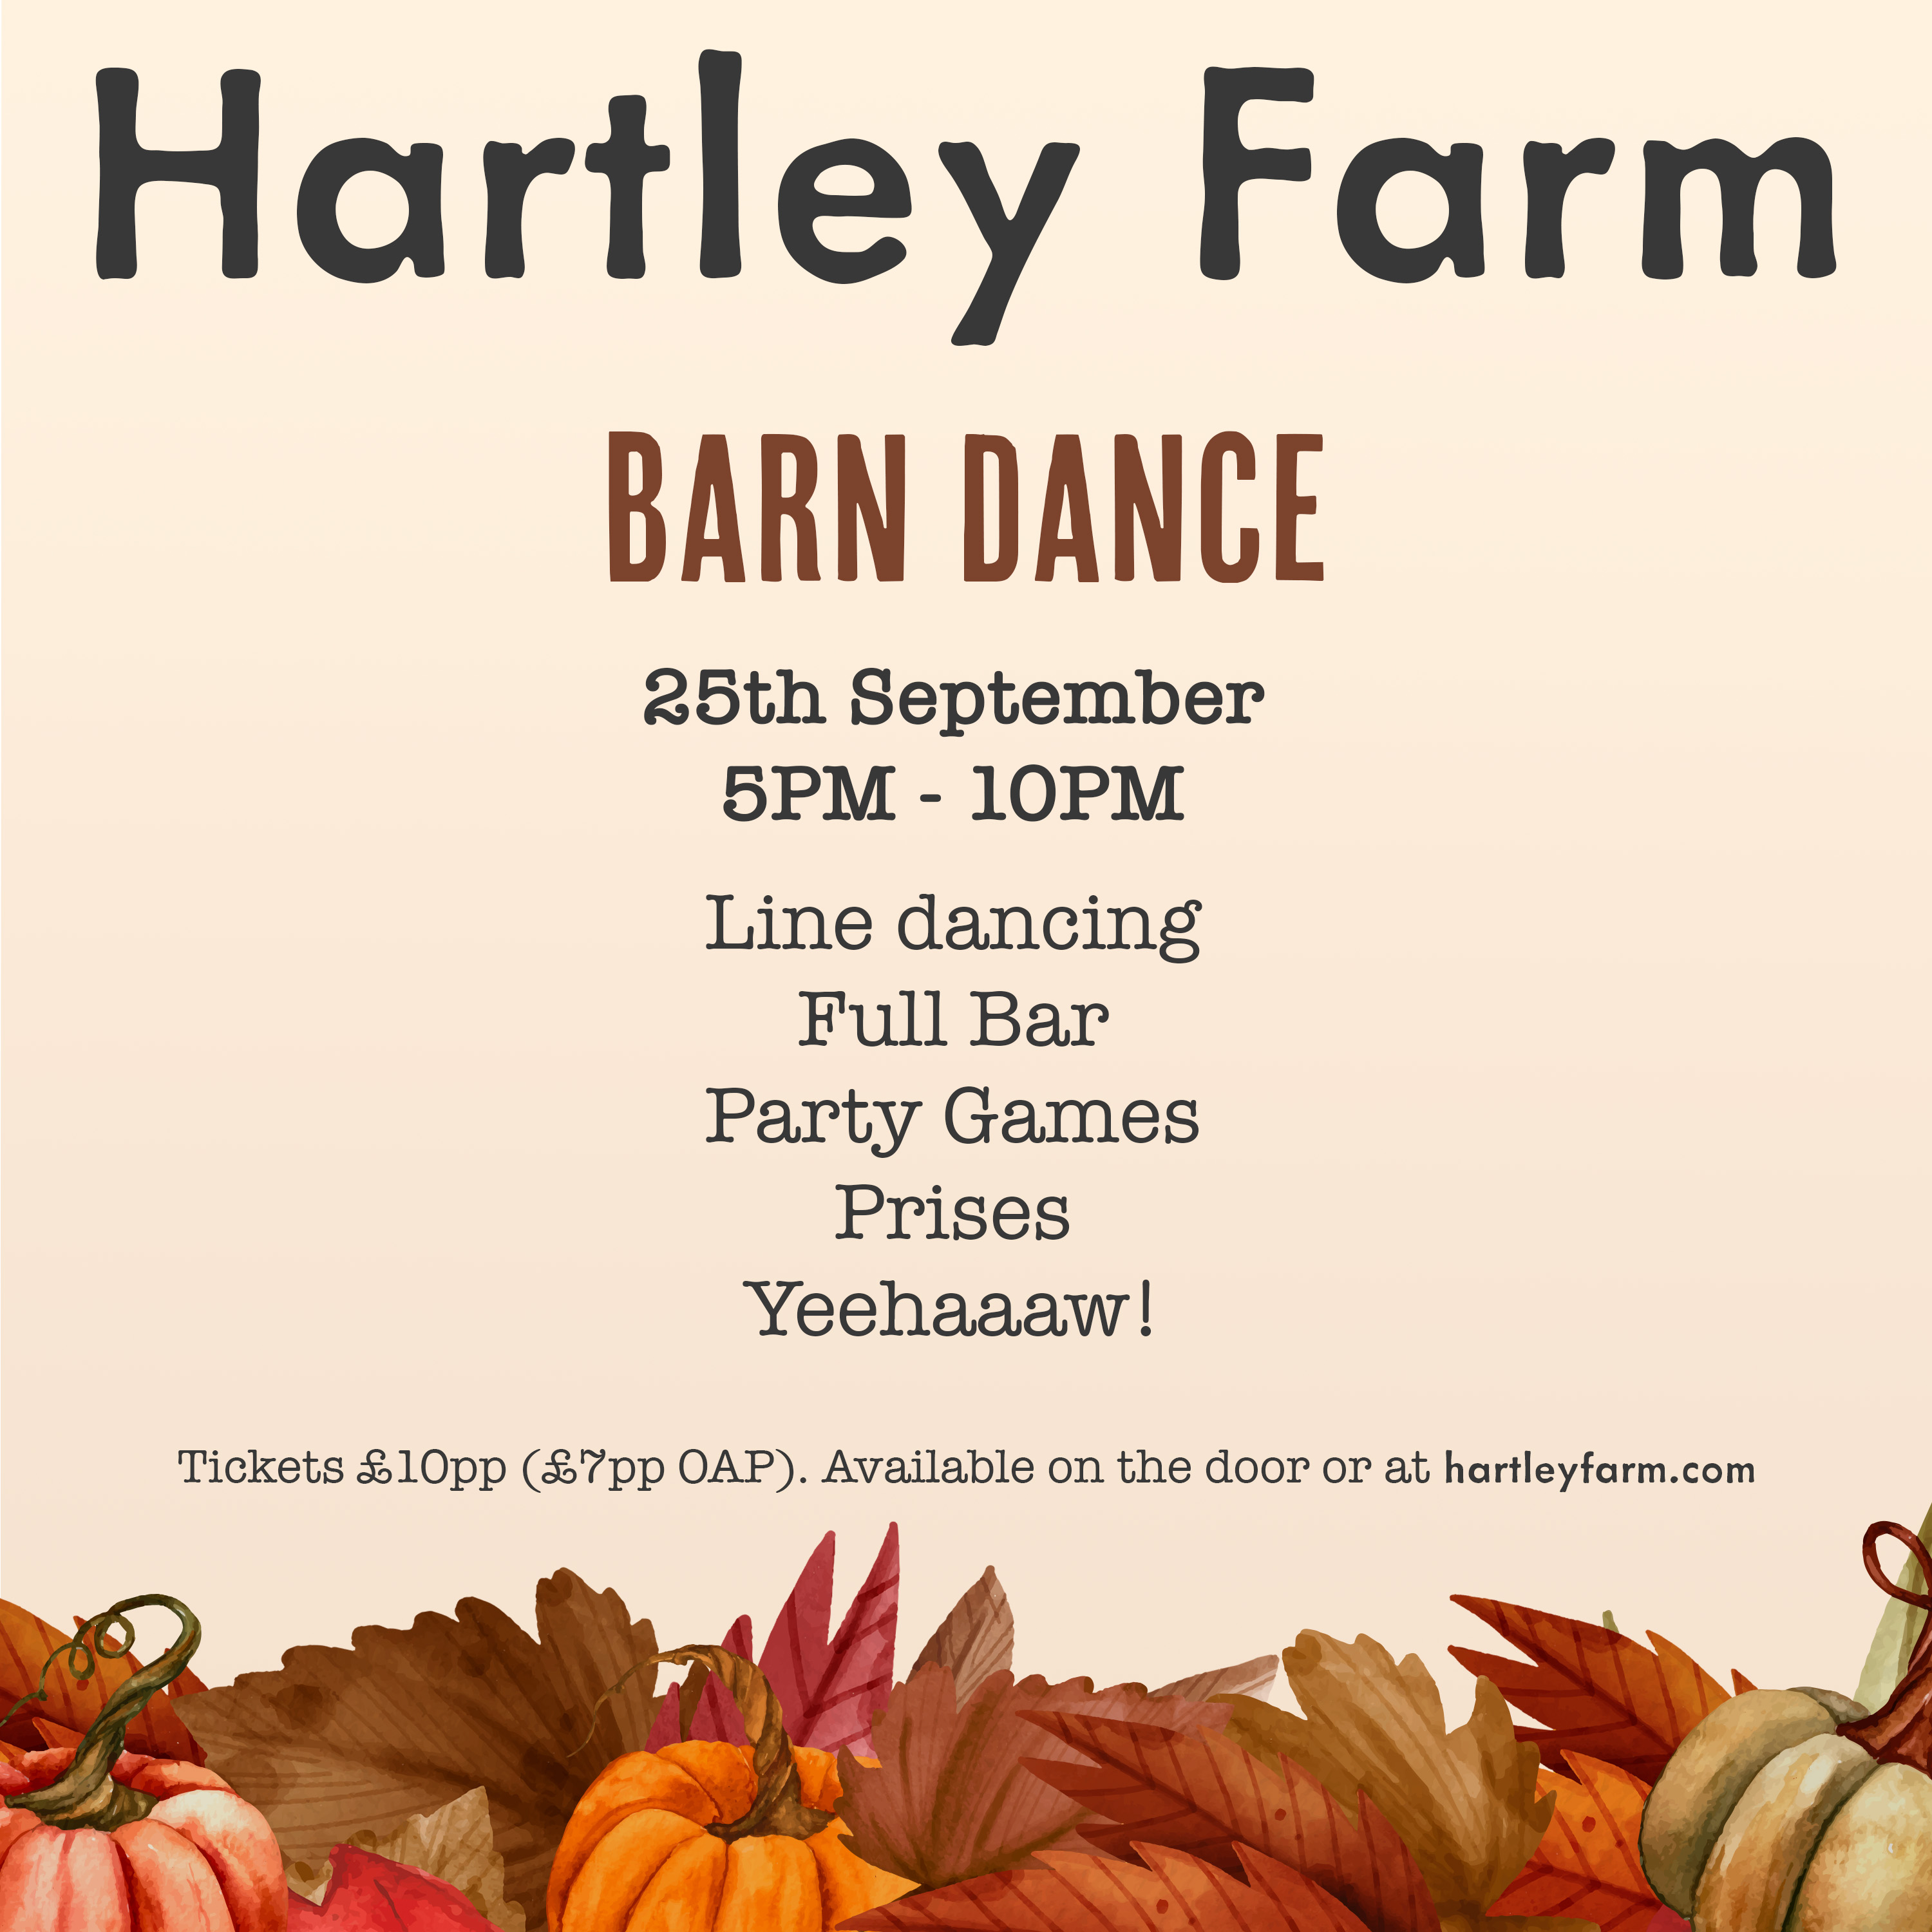 Hartley Farm
BARN DANCE
25th September
5PM - 10PM
Line dancing
Full Bar
Party Games
Prises
Yeehaaaw!
Tickets £10pp (£7pp OAP). Available on the door or at hartleyfarm.com